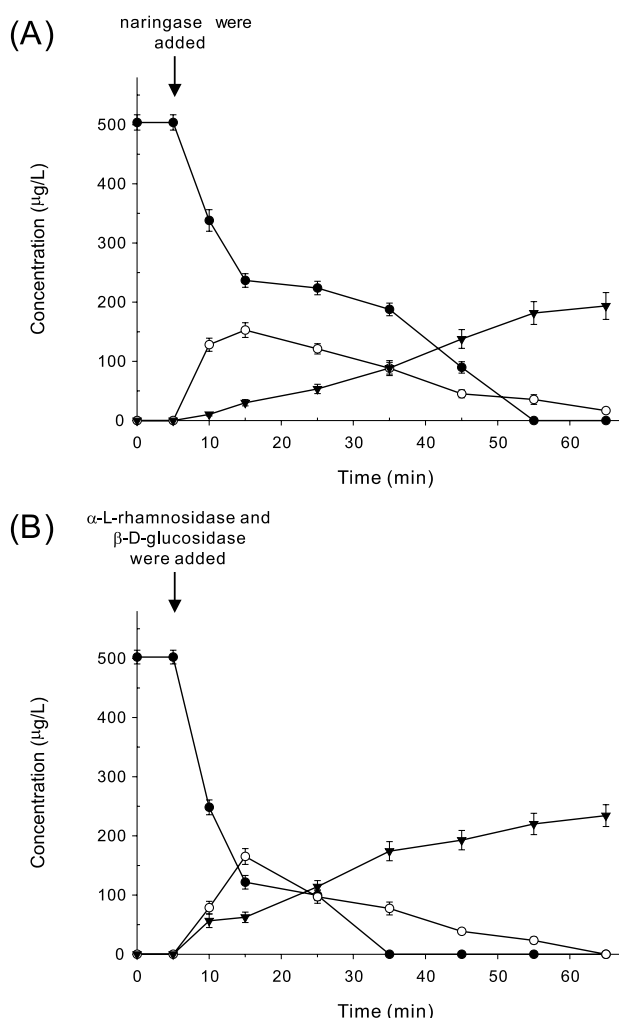 (A)
naringase were
added
500
400
300
200
100
0
Concentration (µg/L)
0 10 20 30 40 50 60
Time (min)
(B)
α-L-rhamnosidase and
β-D-glucosidase
were added
500
400
300
200
100
0
Concentration (µg/L)
0 10 20 30 40 50 60
Time (min)